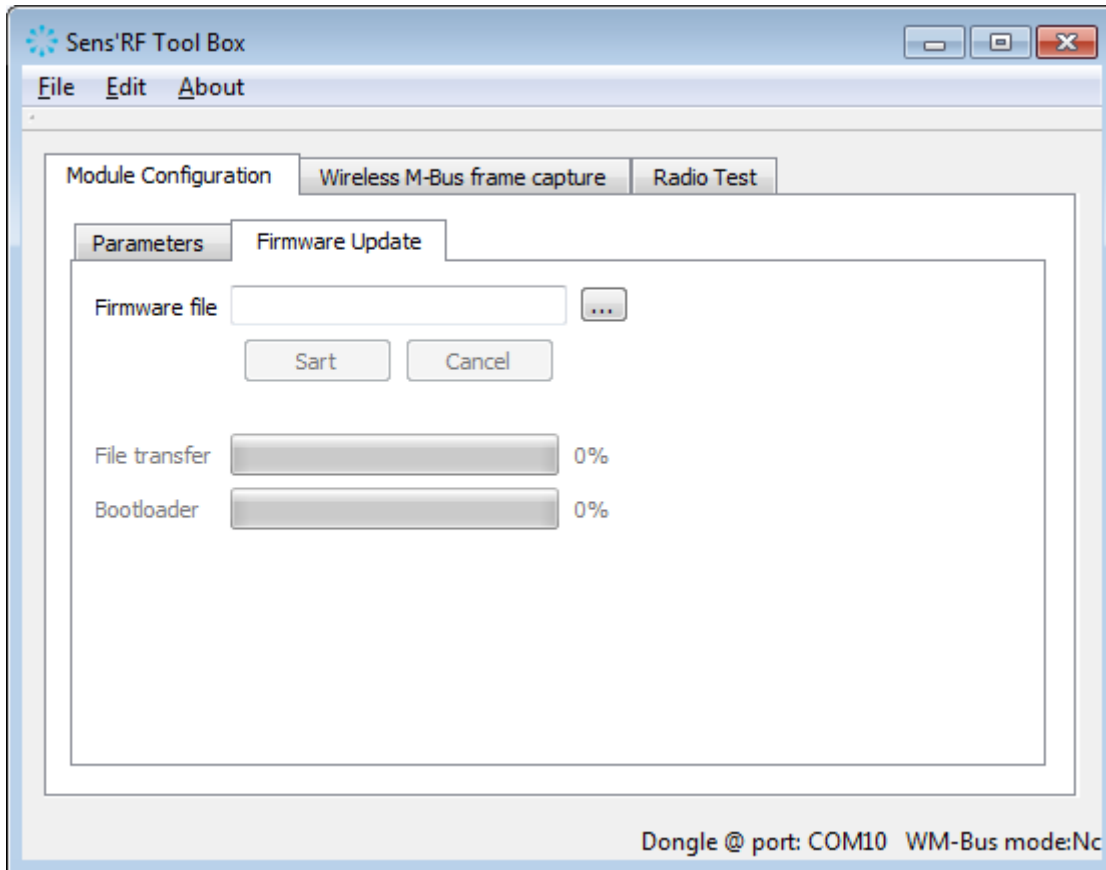 Sens'RF Tool Box
File Edit About
Module Configuration Wireless M-Bus frame capture Radio Test
Parameters Firmware Update
Firmware file ...
Sart Cancel
File transfer 0%
Bootloader 0%
Dongle @ port: COM10 WM-Bus mode:Nc